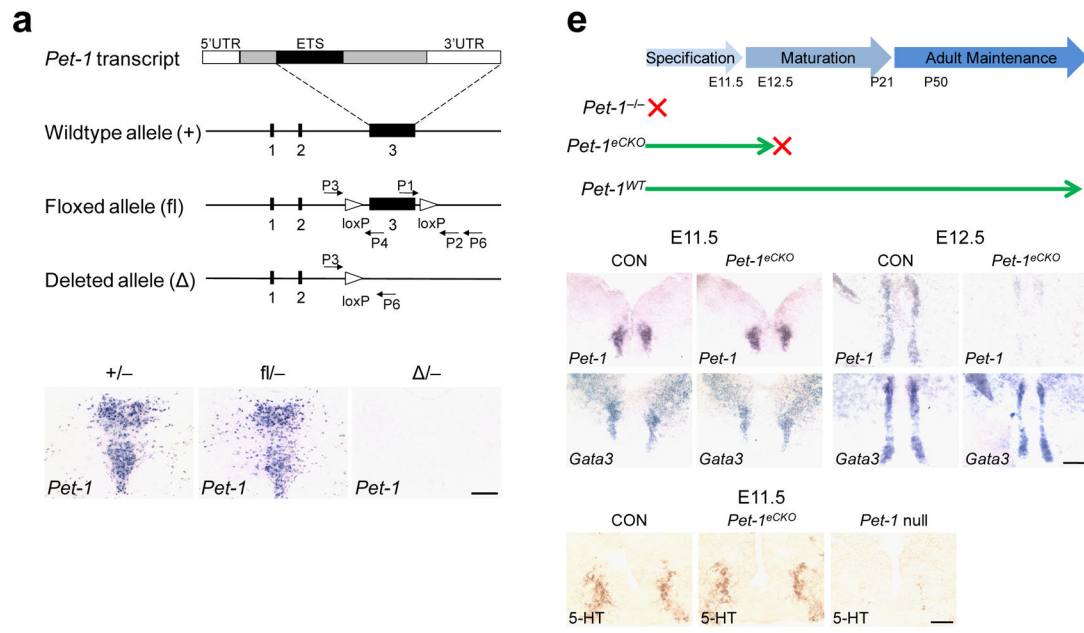 a
5'UTR ETS 3'UTR
Pet-1 transcript
Wildtype allele (+)
1 2 3
P3 P1
Floxed allele (fl)
1 2 loxP 3 loxP
P4 P2 P6
P3
Deleted allele (Δ)
1 2 loxP P6
+/– fl/– Δ/–
Pet-1 Pet-1 Pet-1
e
Specification Maturation Adult Maintenance
E11.5 E12.5 P21 P50
Pet-1–/–
Pet-1eCKO
Pet-1WT
E11.5 E12.5
CON Pet-1eCKO CON Pet-1eCKO
Pet-1 Pet-1 Pet-1 Pet-1
Gata3 Gata3 Gata3 Gata3
E11.5
CON Pet-1eCKO Pet-1 null
5-HT 5-HT 5-HT